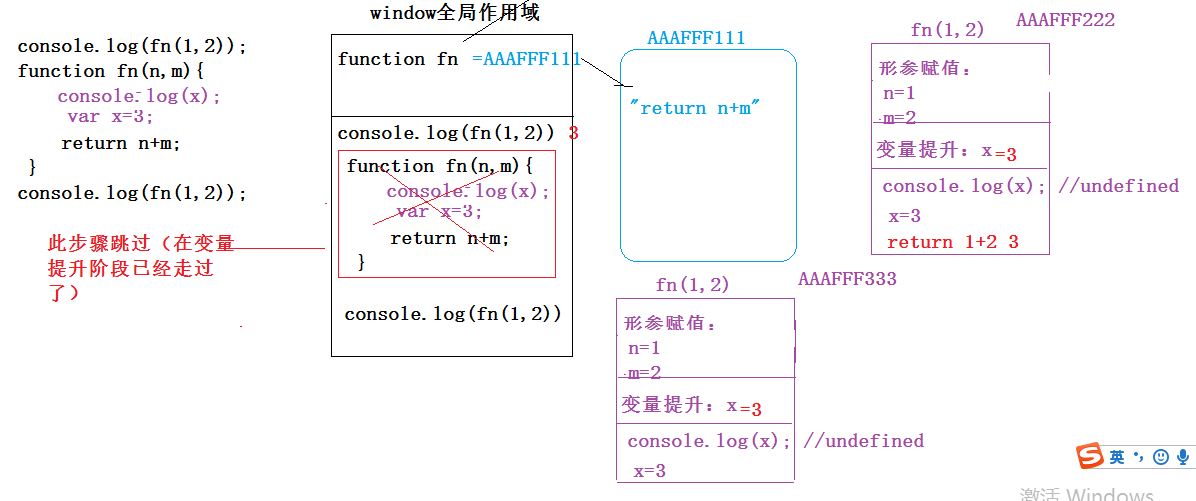 console.log(fn(1,2));
function fn(n,m){
console.log(x);
var x=3;
return n+m;
}
console.log(fn(1,2));
此步骤跳过（在变量
提升阶段已经走过
了）
window全局作用域
function fn =AAAFFF111
console.log(fn(1,2)) 3
function fn(n,m){
console.log(x);
var x=3;
return n+m;
}
console.log(fn(1,2))
AAAFFF111
"return n+m"
fn(1,2)
AAAFFF222
形参赋值：
n=1
m=2
变量提升：x=3
console.log(x); //undefined
x=3
return 1+2 3
fn(1,2)
AAAFFF333
形参赋值：
n=1
m=2
变量提升：x=3
console.log(x); //undefined
x=3
英
激活 Windows